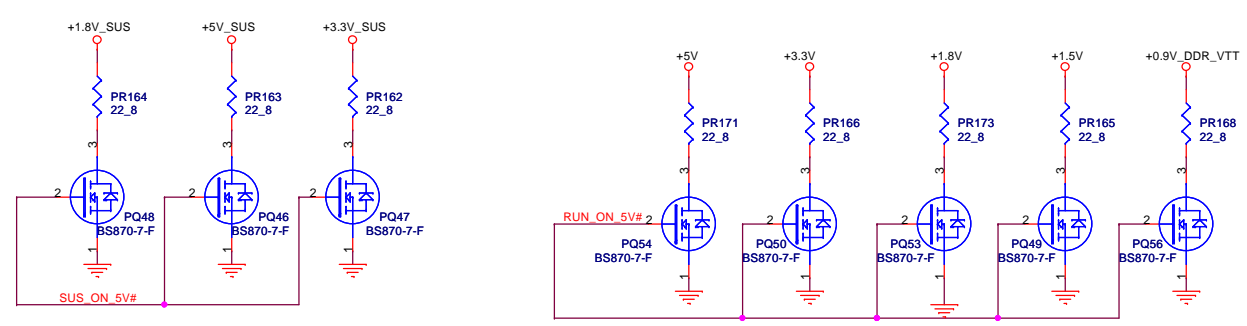 +1.8V_SUS
+5V_SUS
+3.3V_SUS
PR164
22_8
PR163
22_8
PR162
22_8
3
3
3
2
2
2
PQ48
BS870-7-F
PQ46
BS870-7-F
PQ47
BS870-7-F
1
1
1
SUS_ON_5V#
+5V
+3.3V
+1.8V
+1.5V
+0.9V_DDR_VTT
PR171
22_8
PR166
22_8
PR173
22_8
PR165
22_8
PR168
22_8
3
3
3
3
3
RUN_ON_5V#
2
2
2
2
2
PQ54
BS870-7-F
PQ50
BS870-7-F
PQ53
BS870-7-F
PQ49
BS870-7-F
PQ56
BS870-7-F
1
1
1
1
1